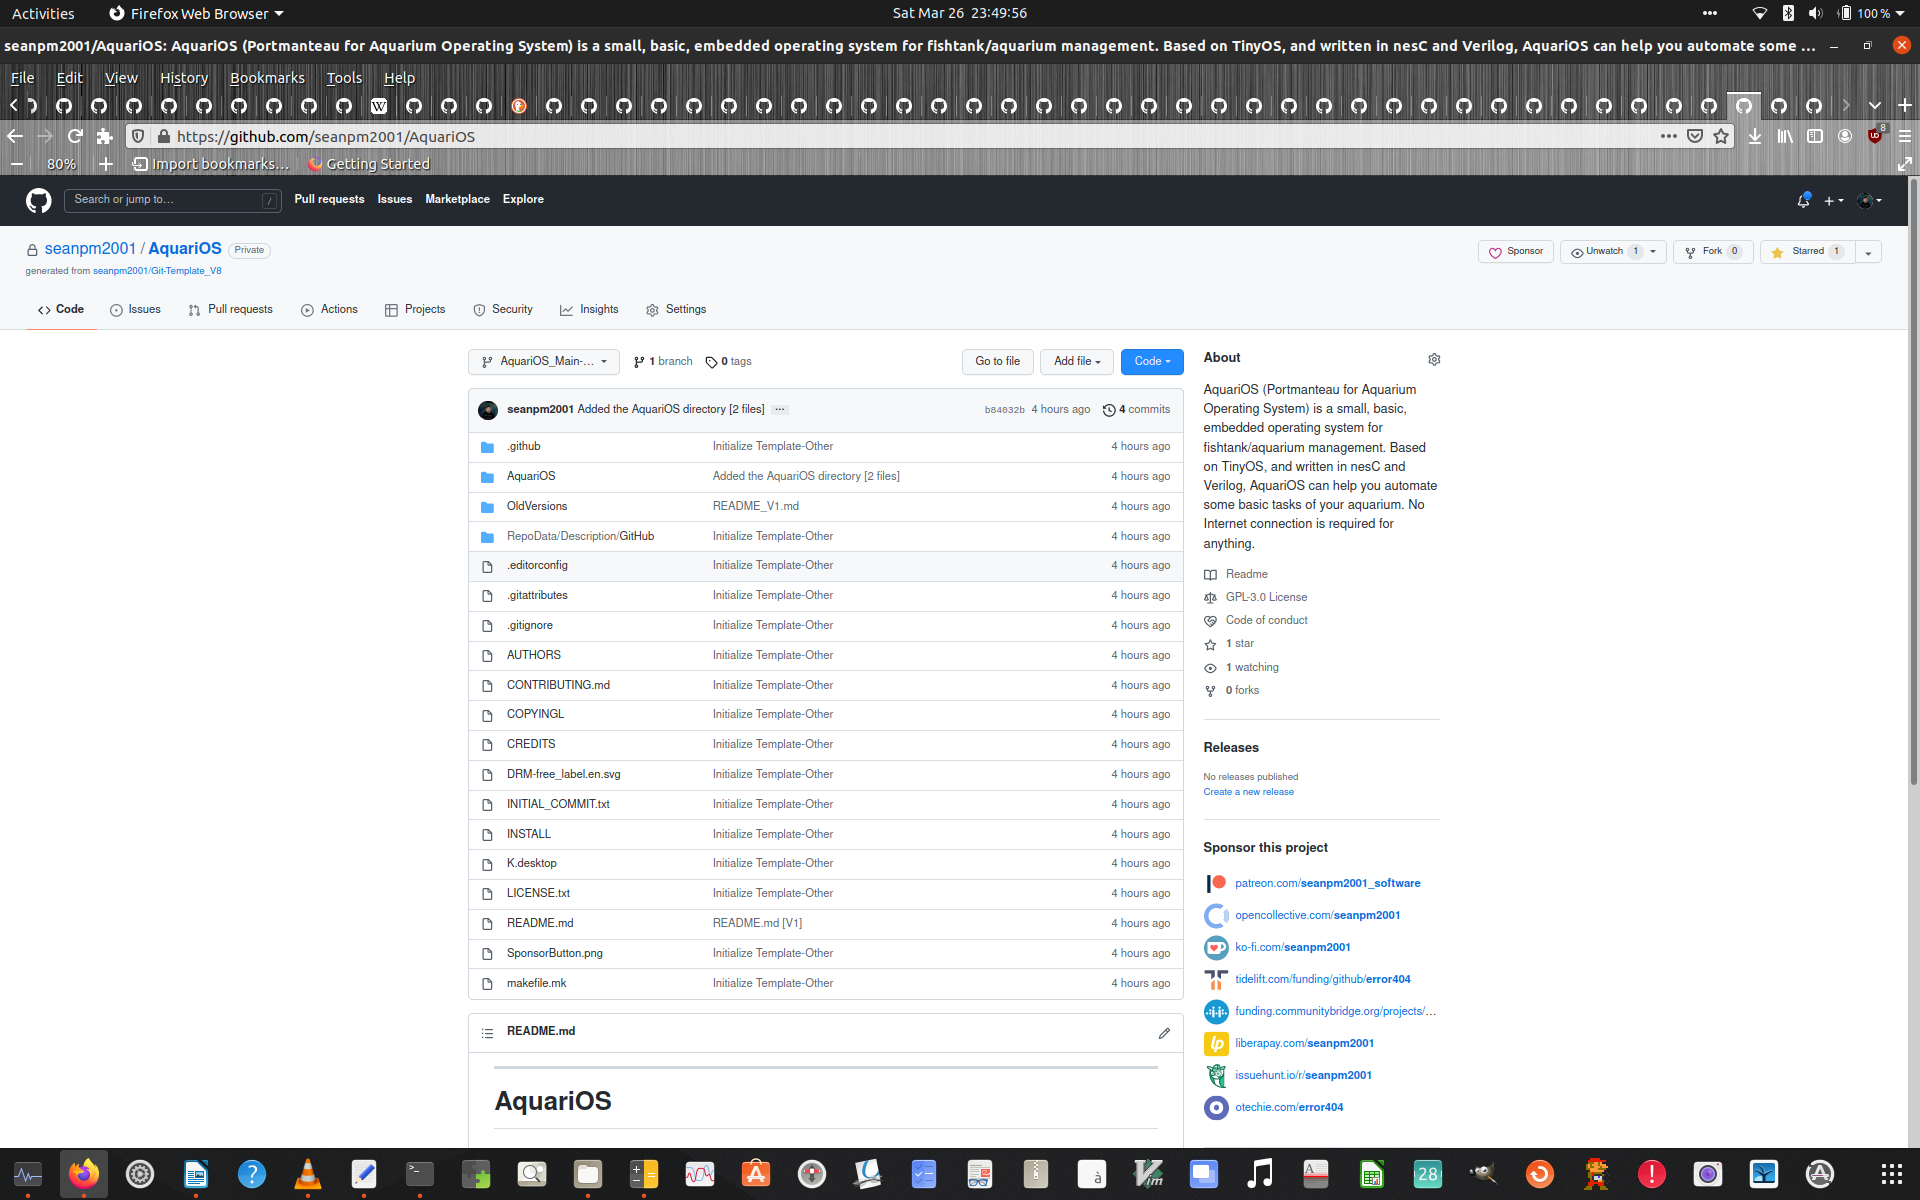 Activities
Firefox Web Browser
Sat Mar 26 23:49:56
100 %
seanpm2001/AquariOS: AquariOS (Portmanteau for Aquarium Operating System) is a small, basic, embedded operating system for fishtank/aquarium management. Based on TinyOS, and written in nesC and Verilog, AquariOS can help you automate some ...
File Edit View History Bookmarks Tools Help
https://github.com/seanpm2001/AquariOS
8
80%
Import bookmarks...
Getting Started
Search or jump to...
/
Pull requests Issues Marketplace Explore
seanpm2001 / AquariOS Private
Sponsor
Unwatch 1
Fork 0
Starred 1
generated from seanpm2001/Git-Template_V8
Code Issues Pull requests Actions Projects Security Insights Settings
AquariOS_Main-...
1 branch
0 tags
Go to file
Add file
Code
seanpm2001 Added the AquariOS directory [2 files] ...
b84032b 4 hours ago 4 commits
.github Initialize Template-Other 4 hours ago
AquariOS Added the AquariOS directory [2 files] 4 hours ago
OldVersions README_V1.md 4 hours ago
RepoData/Description/GitHub Initialize Template-Other 4 hours ago
.editorconfig Initialize Template-Other 4 hours ago
.gitattributes Initialize Template-Other 4 hours ago
.gitignore Initialize Template-Other 4 hours ago
AUTHORS Initialize Template-Other 4 hours ago
CONTRIBUTING.md Initialize Template-Other 4 hours ago
COPYINGL Initialize Template-Other 4 hours ago
CREDITS Initialize Template-Other 4 hours ago
DRM-free_label.en.svg Initialize Template-Other 4 hours ago
INITIAL_COMMIT.txt Initialize Template-Other 4 hours ago
INSTALL Initialize Template-Other 4 hours ago
K.desktop Initialize Template-Other 4 hours ago
LICENSE.txt Initialize Template-Other 4 hours ago
README.md README.md [V1] 4 hours ago
SponsorButton.png Initialize Template-Other 4 hours ago
makefile.mk Initialize Template-Other 4 hours ago
README.md
AquariOS
About
AquariOS (Portmanteau for Aquarium
Operating System) is a small, basic,
embedded operating system for
fishtank/aquarium management. Based
on TinyOS, and written in nesC and
Verilog, AquariOS can help you automate
some basic tasks of your aquarium. No
Internet connection is required for
anything.
Readme
GPL-3.0 License
Code of conduct
1 star
1 watching
0 forks
Releases
No releases published
Create a new release
Sponsor this project
patreon.com/seanpm2001_software
opencollective.com/seanpm2001
ko-fi.com/seanpm2001
tidelift.com/funding/github/error404
funding.communitybridge.org/projects/...
liberapay.com/seanpm2001
issuehunt.io/r/seanpm2001
otechie.com/error404
28